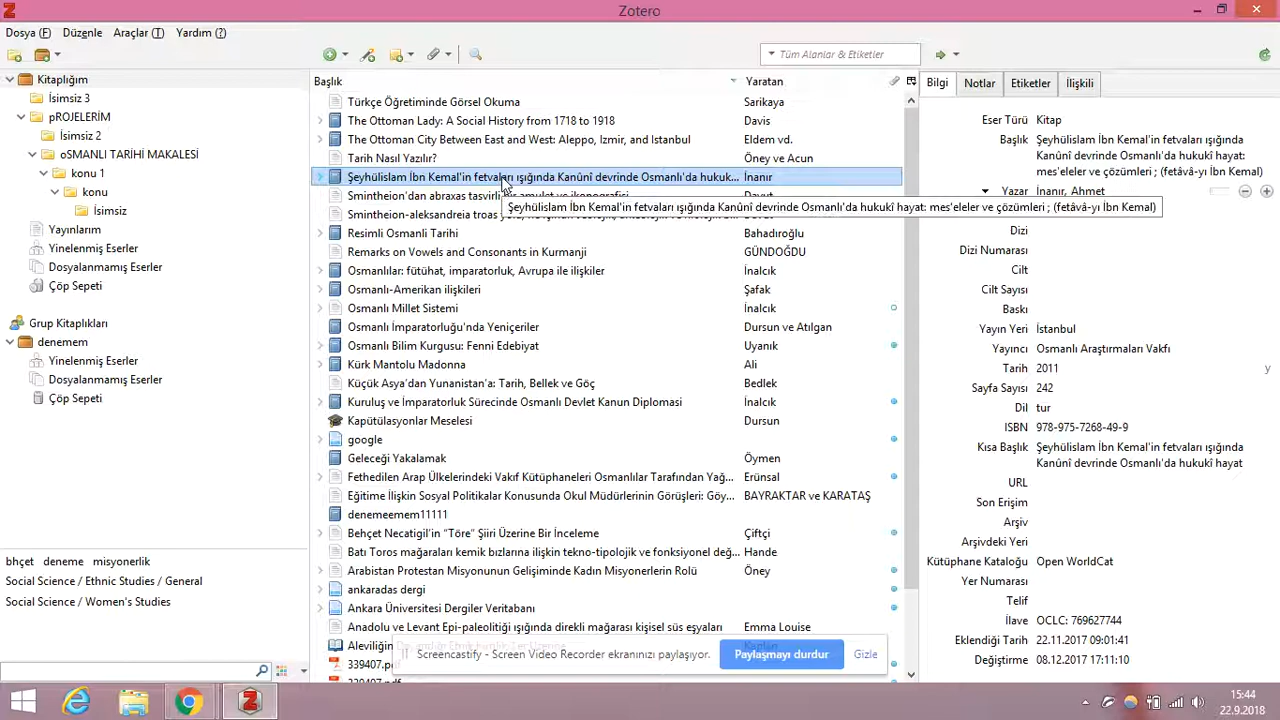 Zotero
Dosya (F) Düzenle Araçlar (T) Yardım (?)
Tüm Alanlar & Etiketler
Kitaplığım
İsimsiz 3
pROJELERİM
İsimsiz 2
oSMANLI TARİHİ MAKALESİ
konu 1
konu
İsimsiz
Yayınlarım
Yinelenmiş Eserler
Dosyalanmamış Eserler
Çöp Sepeti
Grup Kitaplıkları
denemem
Yinelenmiş Eserler
Dosyalanmamış Eserler
Çöp Sepeti
bhçet deneme misyonerlik
Social Science / Ethnic Studies / General
Social Science / Women's Studies
Başlık Yaratan
Türkçe Öğretiminde Görsel Okuma Sarikaya
The Ottoman Lady: A Social History from 1718 to 1918 Davis
The Ottoman City Between East and West: Aleppo, Izmir, and Istanbul Eldem vd.
Tarih Nasıl Yazılır? Öney ve Acun
Şeyhülislam İbn Kemal'in fetvaları ışığında Kanûnî devrinde Osmanlı'da hukuk... İnanır
Smintheion'dan abraxas
Şeyhülislam İbn Kemal'in fetvaları ışığında Kanûnî devrinde Osmanlı'da hukukî hayat: mes'eleler ve çözümleri ; (fetâvâ-yı İbn Kemal)
Smintheion-aleksandreia troas
Resimli Osmanli Tarihi Bahadıroğlu
Remarks on Vowels and Consonants in Kurmanji GÜNDOĞDU
Osmanlılar: fütühat, imparatorluk, Avrupa ile ilişkiler İnalcık
Osmanlı-Amerikan ilişkileri Şafak
Osmanlı Millet Sistemi İnalcık
Osmanlı İmparatorluğu'nda Yeniçeriler Dursun ve Atılgan
Osmanlı Bilim Kurgusu: Fenni Edebiyat Uyanık
Kürk Mantolu Madonna Ali
Küçük Asya'dan Yunanistan'a: Tarih, Bellek ve Göç Bedlek
Kuruluş ve İmparatorluk Sürecinde Osmanlı Devlet Kanun Diplomasi İnalcık
Kapütülasyonlar Meselesi Dursun
google
Geleceği Yakalamak Öymen
Fethedilen Arap Ülkelerindeki Vakıf Kütüphaneleri Osmanlılar Tarafından Yağ... Erünsal
Eğitime İlişkin Sosyal Politikalar Konusunda Okul Müdürlerinin Görüşleri: Göy... BAYRAKTAR ve KARATAŞ
denemeemem11111
Behçet Necatigil'in "Töre" Şiiri Üzerine Bir İnceleme Çiftçi
Batı Toros mağaraları kemik bızlarına ilişkin tekno-tipolojik ve fonksiyonel değ... Hande
Arabistan Protestan Misyonunun Gelişiminde Kadın Misyonerlerin Rolü Öney
ankaradas dergi
Ankara Üniversitesi Dergiler Veritabanı
Anadolu ve Levant Epi-paleolitiği ışığında direkli mağarası kişisel süs eşyaları Emma Louise
339407.pdf
339407.pdf
Screencastify - Screen Video Recorder ekranınızı paylaşıyor. Paylaşmayı durdur Gizle
Bilgi Notlar Etiketler İlişkili
Eser Türü Kitap
Başlık Şeyhülislam İbn Kemal'in fetvaları ışığında
Kanûnî devrinde Osmanlı'da hukukî hayat:
mes'eleler ve çözümleri ; (fetâvâ-yı İbn Kemal)
Yazar İnanır, Ahmet
Dizi
Dizi Numarası
Cilt
Cilt Sayısı
Baskı
Yayın Yeri İstanbul
Yayıncı Osmanlı Araştırmaları Vakfı
Tarih 2011 y
Sayfa Sayısı 242
Dil tur
ISBN 978-975-7268-49-9
Kısa Başlık Şeyhülislam İbn Kemal'in fetvaları ışığında
Kanûnî devrinde Osmanlı'da hukukî hayat
URL
Son Erişim
Arşiv
Arşivdeki Yeri
Kütüphane Kataloğu Open WorldCat
Yer Numarası
Telif
İlave OCLC: 769627744
Eklendiği Tarih 22.11.2017 09:01:41
Değiştirme 08.12.2017 17:11:10
15:44
22.9.2018